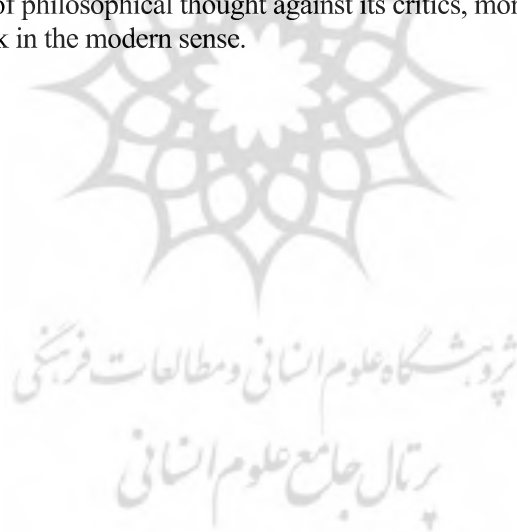 of philosophical thought against its critics, mor
k in the modern sense.
پژوهشگاه علوم انسانی و مطالعات فرهنگی
پرتال جامع علوم انسانی